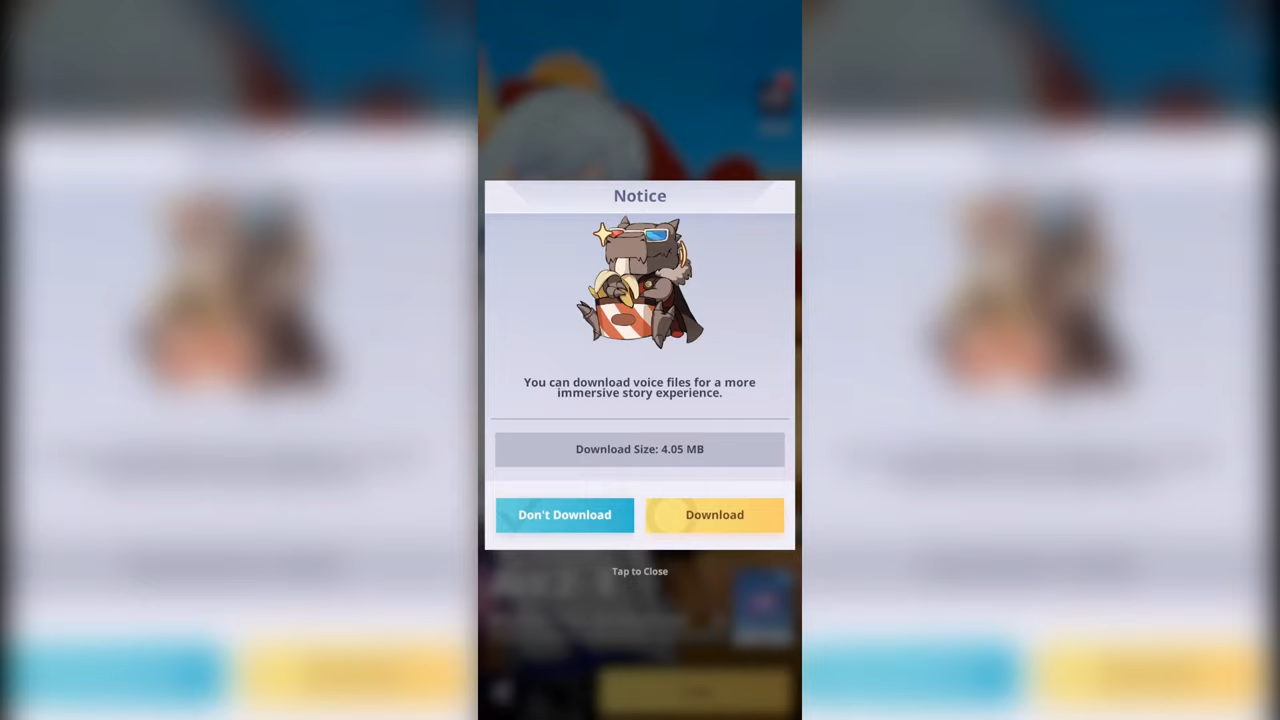 Notice
You can download voice files for a more
immersive story experience.
Download Size: 4.05 MB
Don't Download
Download
Tap to Close